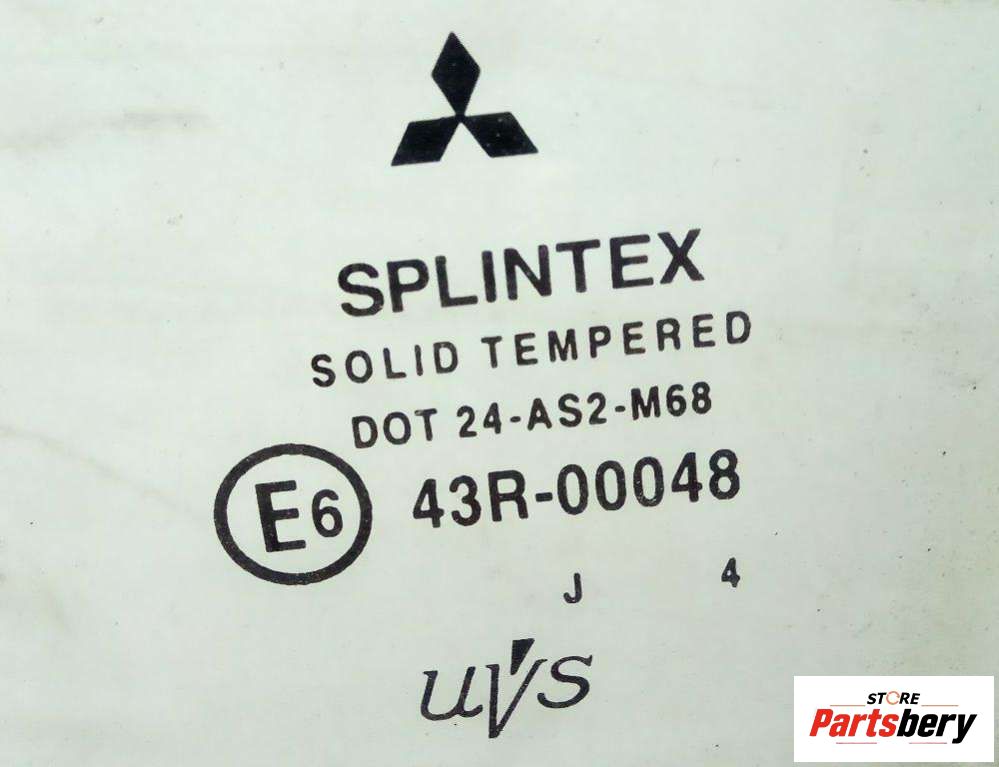 SPLINTEX
SOLID TEMPERED
DOT 24-AS2-M68
E6 43R-00048
J 4
uvs
STORE
Partsbery